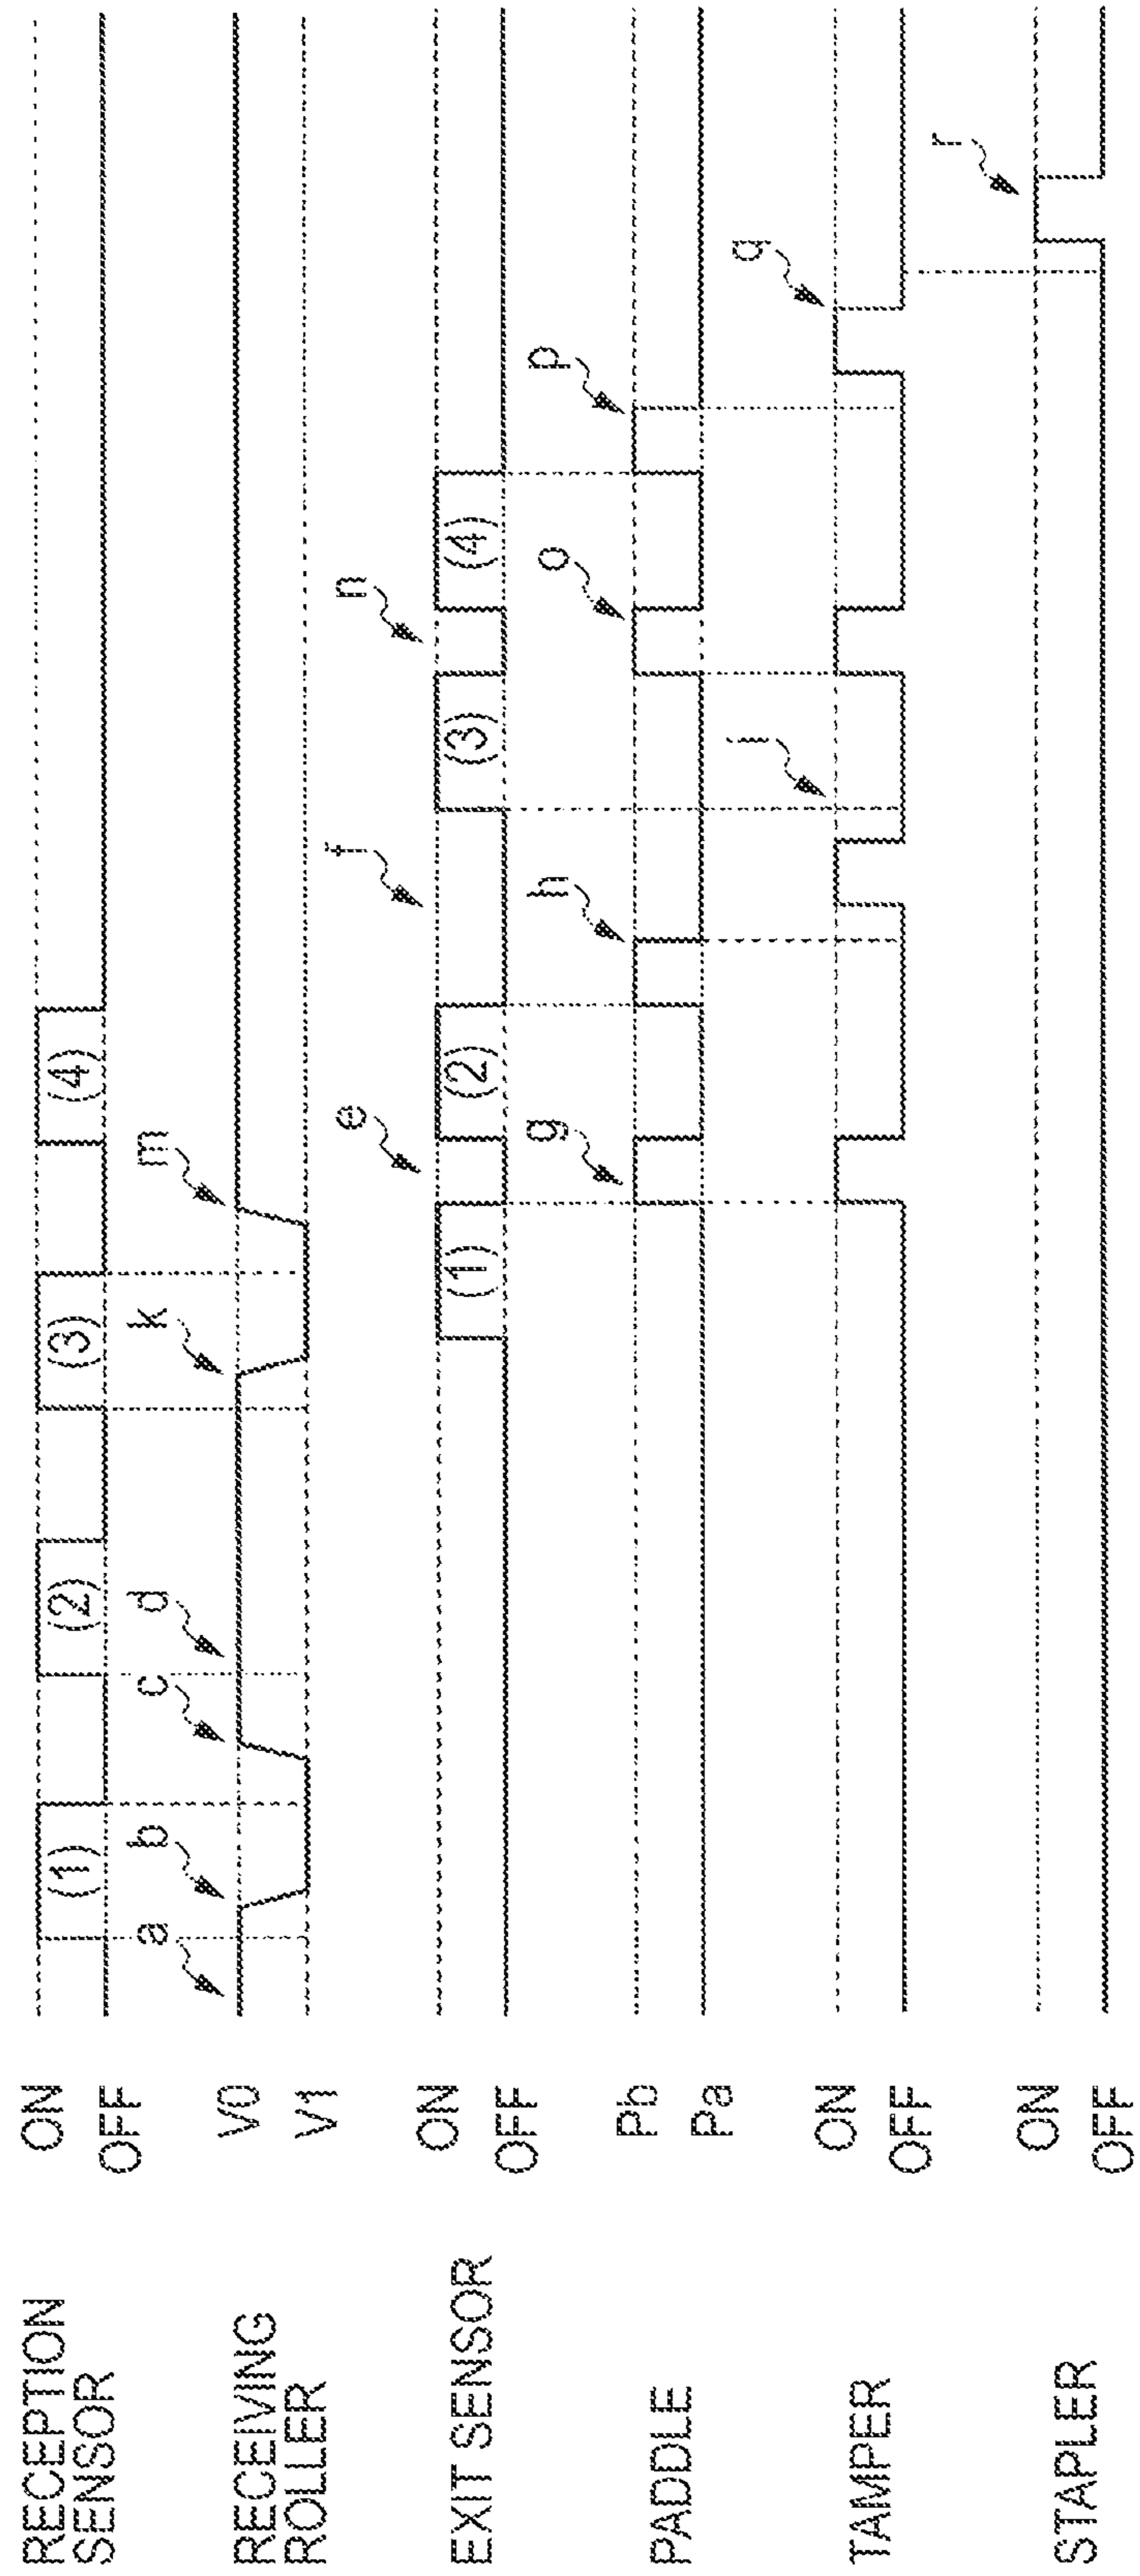 RECEPTION
SENSOR
ON
OFF
(1)
(2)
(3)
(4)
RECEIVING
ROLLER
V0
V1
a
b
c
d
k
m
EXIT SENSOR
ON
OFF
(1)
(2)
(3)
(4)
e
f
n
PADDLE
Pb
Pa
g
h
o
p
TAMPER
ON
OFF
q
STAPLER
ON
OFF
r